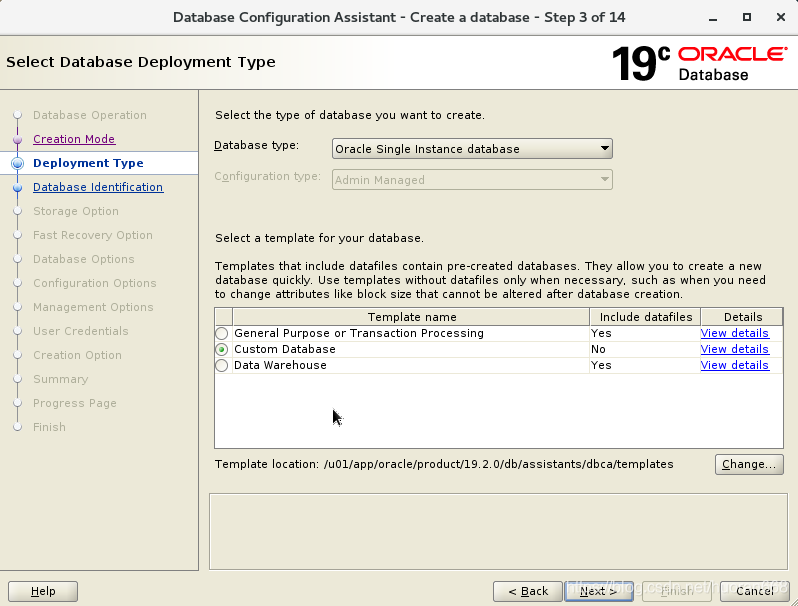 Database Configuration Assistant - Create a database - Step 3 of 14
Select Database Deployment Type
19c ORACLE
Database
Database Operation
Creation Mode
Deployment Type
Database Identification
Storage Option
Fast Recovery Option
Database Options
Configuration Options
Management Options
User Credentials
Creation Option
Summary
Progress Page
Finish
Select the type of database you want to create.
Database type: Oracle Single Instance database
Configuration type: Admin Managed
Select a template for your database.
Templates that include datafiles contain pre-created databases. They allow you to create a new
database quickly. Use templates without datafiles only when necessary, such as when you need
to change attributes like block size that cannot be altered after database creation.
Template name Include datafiles Details
General Purpose or Transaction Processing Yes View details
Custom Database No View details
Data Warehouse Yes View details
Template location: /u01/app/oracle/product/19.2.0/db/assistants/dbca/templates Change...
Help < Back Next > Finish Cancel